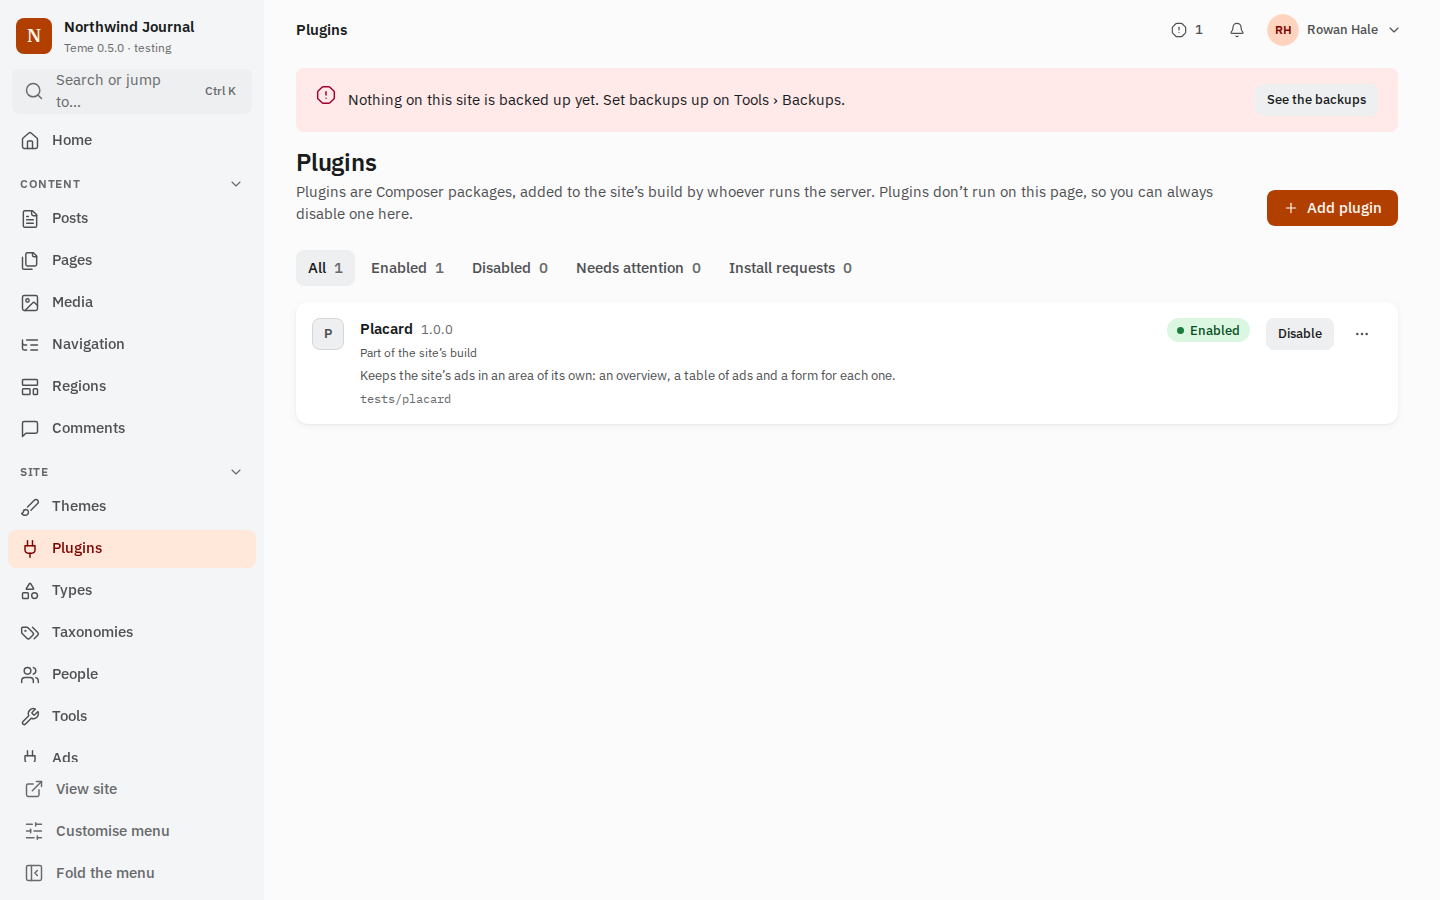 N
Northwind Journal
Teme 0.5.0 · testing
Search or jump
to...
Ctrl K
Home
CONTENT
Posts
Pages
Media
Navigation
Regions
Comments
SITE
Themes
Plugins
Types
Taxonomies
People
Tools
Ads
View site
Customise menu
Fold the menu
Plugins
1
RH
Rowan Hale
Nothing on this site is backed up yet. Set backups up on Tools › Backups.
See the backups
Plugins
Plugins are Composer packages, added to the site’s build by whoever runs the server. Plugins don’t run on this page, so you can always
disable one here.
Add plugin
All 1
Enabled 1
Disabled 0
Needs attention 0
Install requests 0
P
Placard 1.0.0
Part of the site’s build
Keeps the site’s ads in an area of its own: an overview, a table of ads and a form for each one.
tests/placard
Enabled
Disable